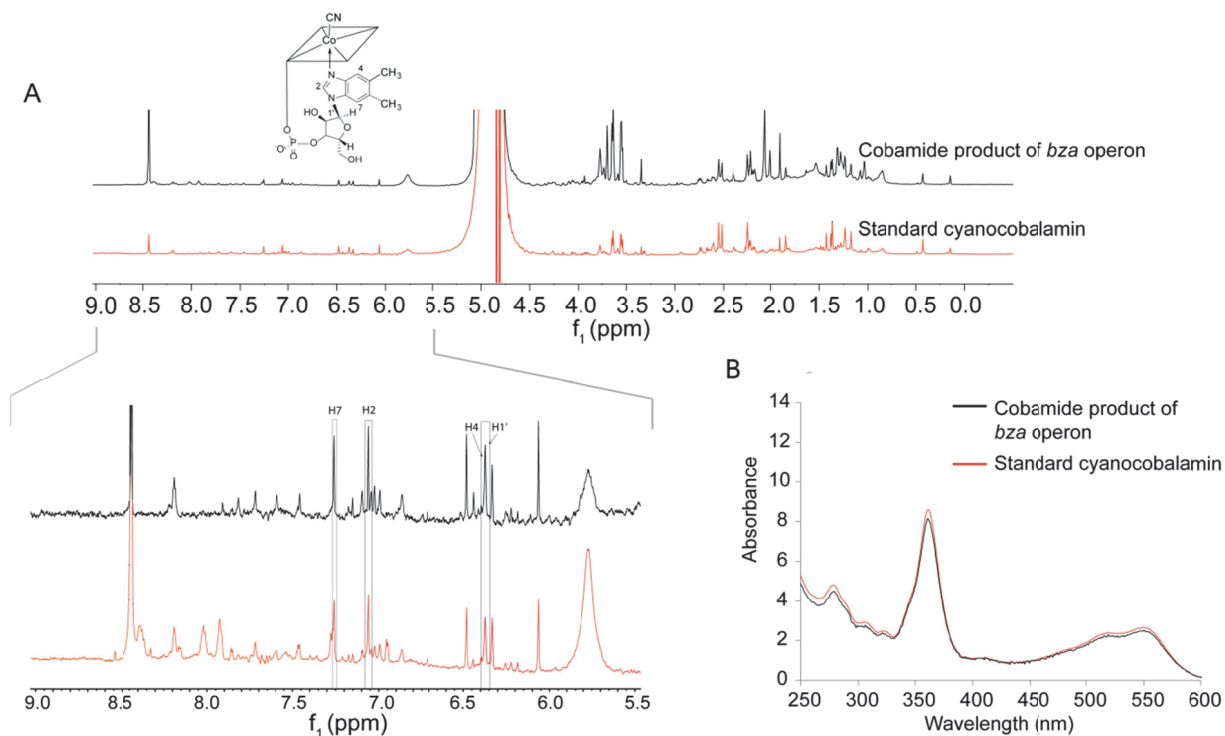 A
CN
Co
N
4
CH3
2
N
7
CH3
1'
H
HO
O
O
H
P
O
-O
O
OH
Cobamide product of bza operon
Standard cyanocobalamin
9.0 8.5 8.0 7.5 7.0 6.5 6.0 5.5 5.0 4.5 4.0 3.5 3.0 2.5 2.0 1.5 1.0 0.0
f1 (ppm)
H7 H2 H4 H1'
9.0 8.5 8.0 7.5 7.0 6.5 6.0 5.5
f1 (ppm)
B
Cobamide product of
bza operon
Standard cyanocobalamin
Absorbance
14
12
10
8
6
4
2
0
250 300 350 400 450 500 550 600
Wavelength (nm)